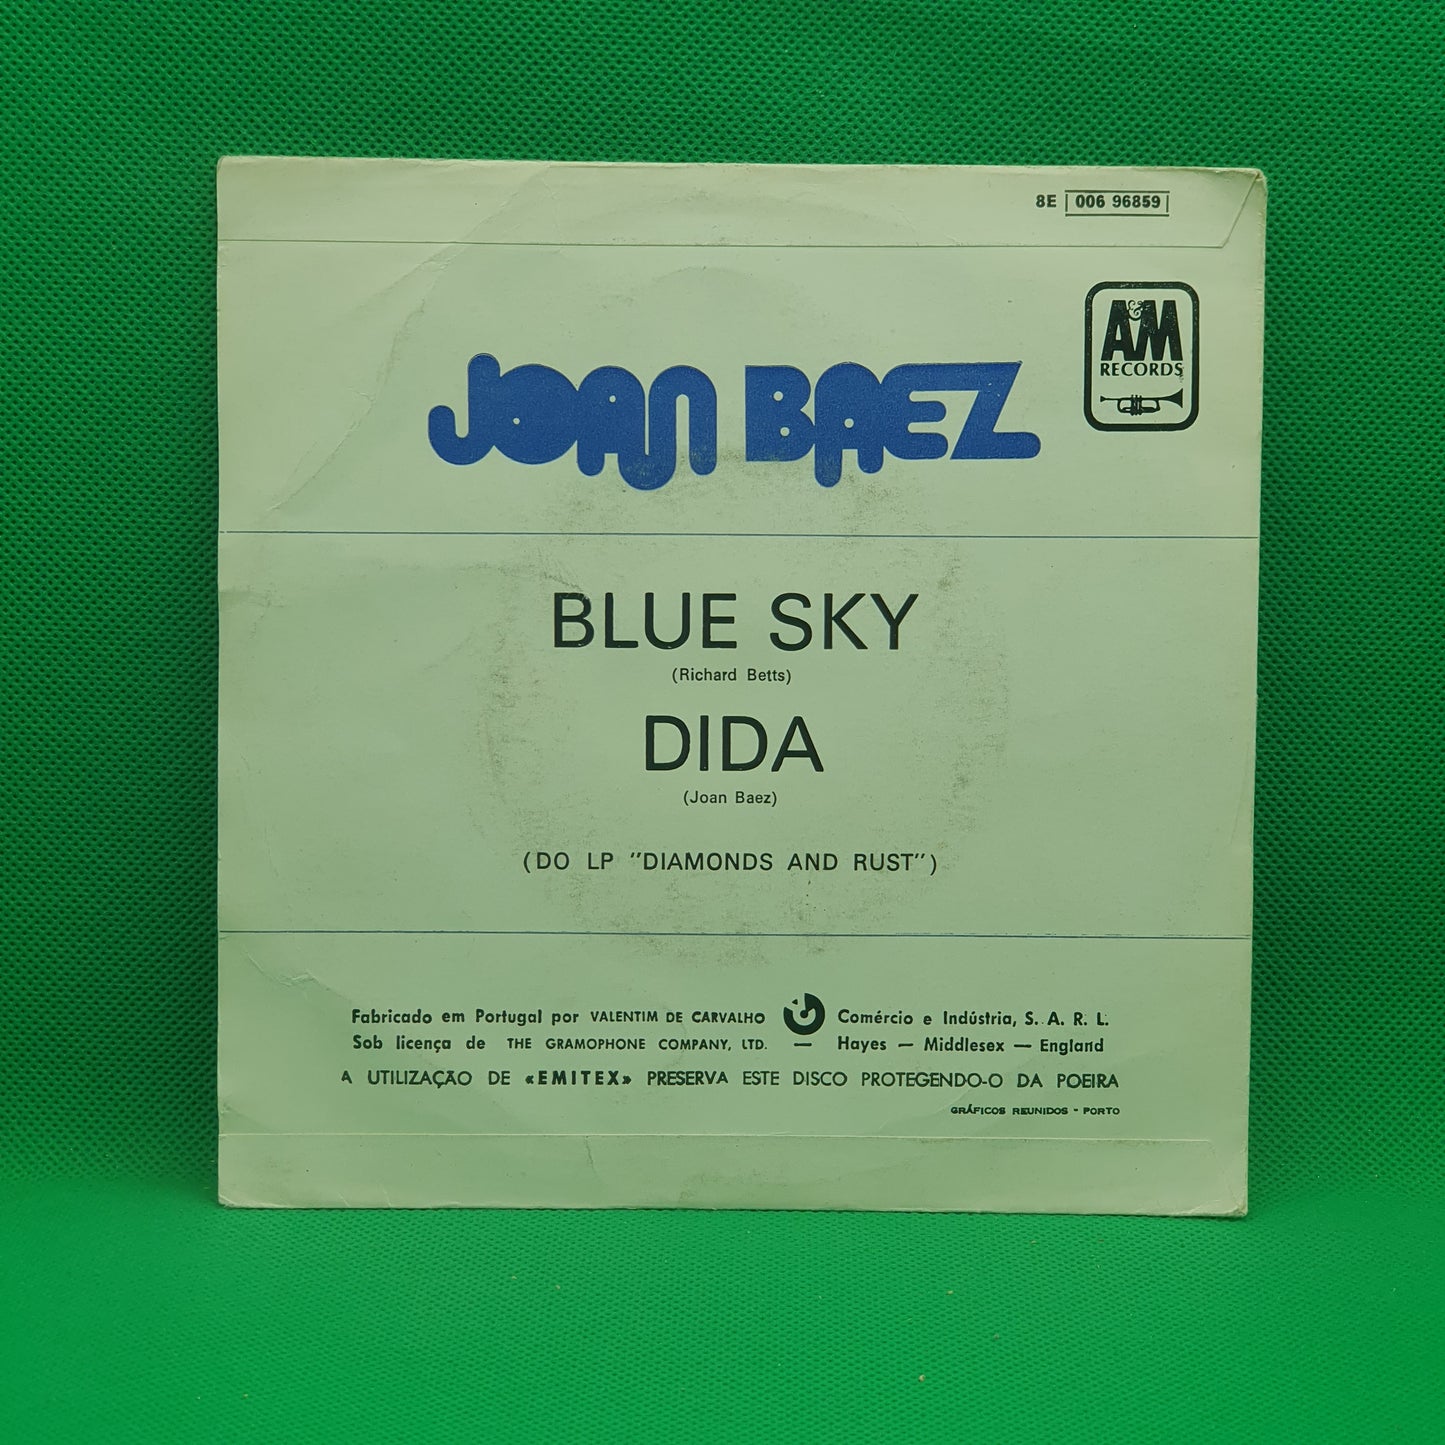 8E 006 96859
A&M
RECORDS
JOAN BAEZ
BLUE SKY
(Richard Betts)
DIDA
(Joan Baez)
(DO LP "DIAMONDS AND RUST")
Fabricado em Portugal por VALENTIM DE CARVALHO Comércio e Indústria, S. A. R. L.
Sob licença de THE GRAMOPHONE COMPANY, LTD. — Hayes — Middlesex — England
A UTILIZAÇÃO DE «EMITEX» PRESERVA ESTE DISCO PROTEGENDO-O DA POEIRA
GRÁFICOS REUNIDOS - PORTO